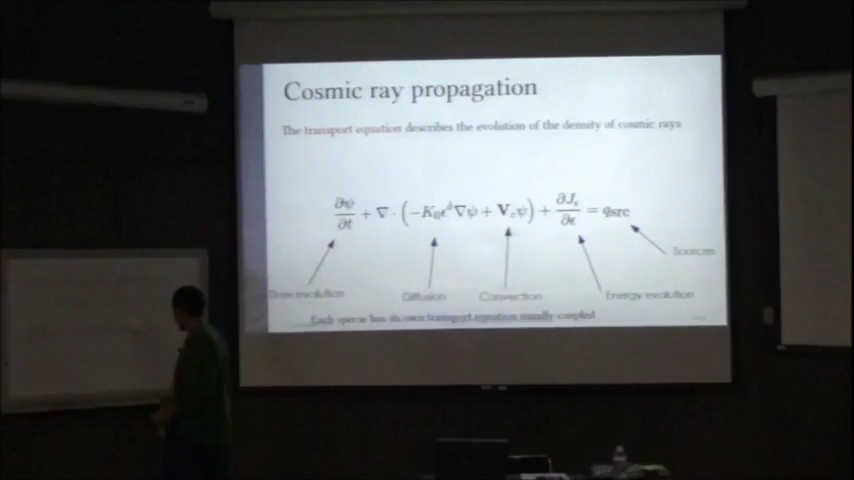 Cosmic ray propagation
The transport equation describes the evolution of the density of cosmic rays
∂ψ/∂t + ∇ · (−K₀ϵ^δ∇ψ + V_cψ) + ∂J_ϵ/∂ϵ = qsrc
Sources
Time evolution
Diffusion
Convection
Energy evolution
Each specie has its own transport equation usually coupled